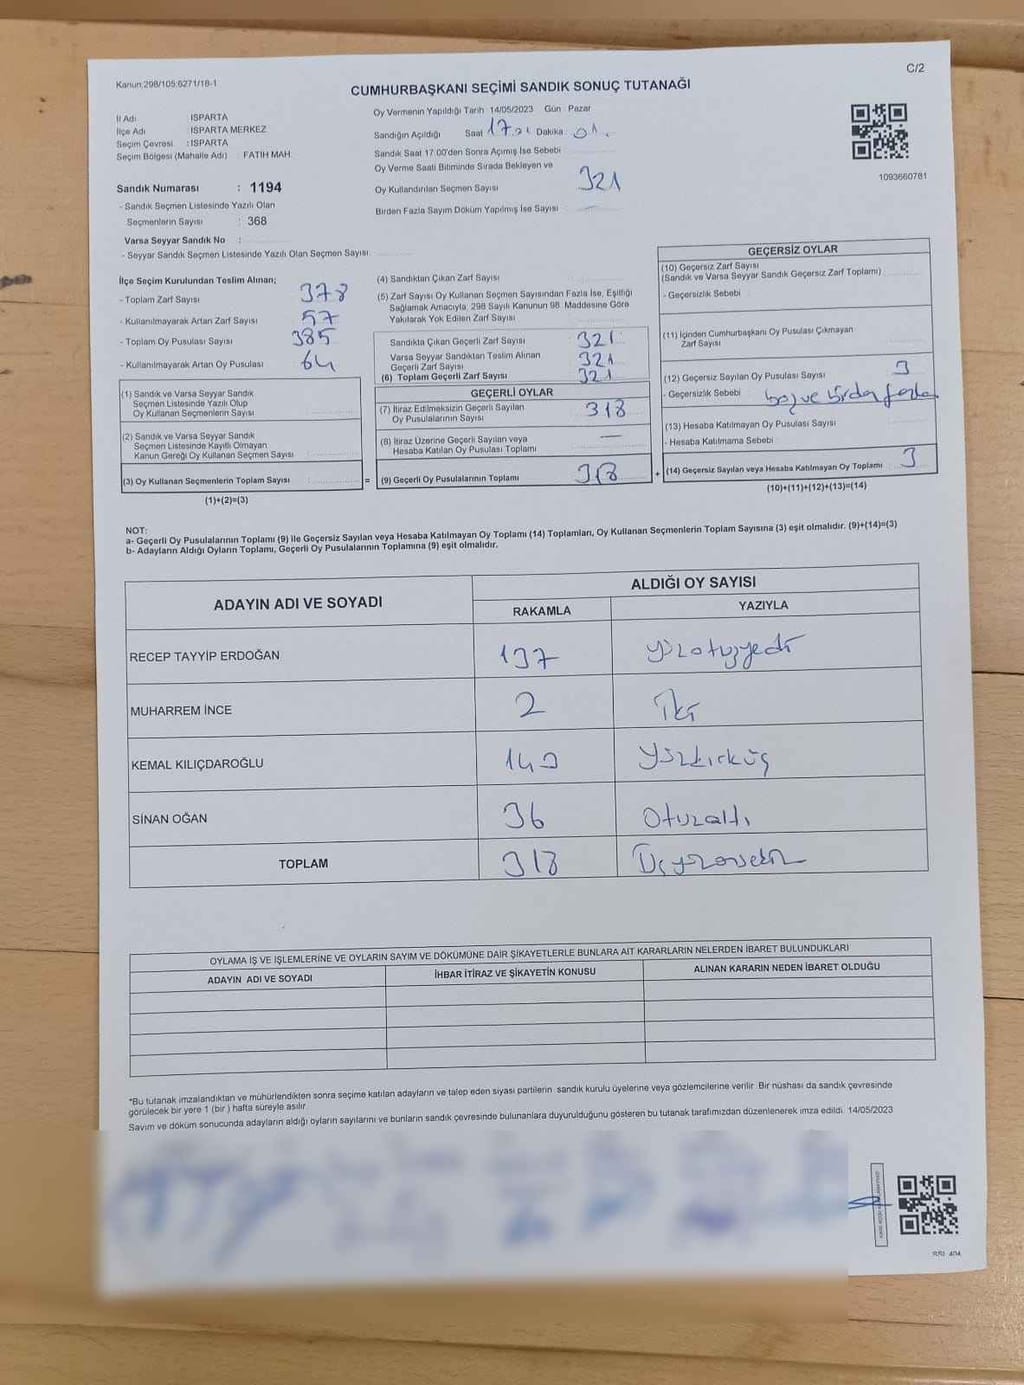 C/2
Kanun:298/105:6271/18-1
CUMHURBAŞKANI SEÇİMİ SANDIK SONUÇ TUTANAĞI
İl Adı ISPARTA
İlçe Adı ISPARTA MERKEZ
Seçim Çevresi : ISPARTA
Seçim Bölgesi (Mahalle Adı) : FATİH MAH.
Sandık Numarası : 1194
- Sandık Seçmen Listesinde Yazılı Olan
Seçmenlerin Sayısı : 368
Varsa Seyyar Sandık No :
- Seyyar Sandık Seçmen Listesinde Yazılı Olan Seçmen Sayısı:
Oy Vermenin Yapıldığı Tarih 14/05/2023 Gün Pazar
Sandığın Açıldığı Saat 17.01 Dakika 01.
Sandık Saat 17:00'den Sonra Açımış İse Sebebi
Oy Verme Saati Bitiminde Sırada Bekleyen ve
Oy Kullandırılan Seçmen Sayısı 321
Birden Fazla Sayım Döküm Yapılmış İse Sayısı —
1093660781
İlçe Seçim Kurulundan Teslim Alınan;
- Toplam Zarf Sayısı 378
- Kullanılmayarak Artan Zarf Sayısı 57
- Toplam Oy Pusulası Sayısı 385
- Kullanılmayarak Artan Oy Pusulası 64
(1) Sandık ve Varsa Seyyar Sandık
Seçmen Listesinde Yazılı Olup
Oy Kullanan Seçmenlerin Sayısı
(2) Sandık ve Varsa Seyyar Sandık
Seçmen Listesinde Kayıtlı Olmayan
Kanun Gereği Oy Kullanan Seçmen Sayısı
(3) Oy Kullanan Seçmenlerin Toplam Sayısı =
(1)+(2)=(3)
(4) Sandıktan Çıkan Zarf Sayısı
(5) Zarf Sayısı Oy Kullanan Seçmen Sayısından Fazla İse, Eşitliği
Sağlamak Amacıyla, 298 Sayılı Kanunun 98. Maddesine Göre
Yakılarak Yok Edilen Zarf Sayısı
Sandıkta Çıkan Geçerli Zarf Sayısı 321
Varsa Seyyar Sandıktan Teslim Alınan
Geçerli Zarf Sayısı 321
(6) Toplam Geçerli Zarf Sayısı 321
GEÇERLİ OYLAR
(7) İtiraz Edilmeksizin Geçerli Sayılan
Oy Pusulalarının Sayısı 318
(8) İtiraz Üzerine Geçerli Sayılan veya
Hesaba Katılan Oy Pusulası Toplamı —
(9) Geçerli Oy Pusulalarının Toplamı 318 +
GEÇERSİZ OYLAR
(10) Geçersiz Zarf Sayısı
(Sandık ve Varsa Seyyar Sandık Geçersiz Zarf Toplamı)
- Geçersizlik Sebebi
(11) İçinden Cumhurbaşkanı Oy Pusulası Çıkmayan
Zarf Sayısı
(12) Geçersiz Sayılan Oy Pusulası Sayısı 3
- Geçersizlik Sebebi boş ve birden fazla
(13) Hesaba Katılmayan Oy Pusulası Sayısı
- Hesaba Katılmama Sebebi
(14) Geçersiz Sayılan veya Hesaba Katılmayan Oy Toplamı 3
(10)+(11)+(12)+(13)=(14)
NOT:
a- Geçerli Oy Pusulalarının Toplamı (9) İle Geçersiz Sayılan veya Hesaba Katılmayan Oy Toplamı (14) Toplamları, Oy Kullanan Seçmenlerin Toplam Sayısına (3) eşit olmalıdır. (9)+(14)=(3)
b- Adayların Aldığı Oyların Toplamı, Geçerli Oy Pusulalarının Toplamına (9) eşit olmalıdır.
ADAYIN ADI VE SOYADI
ALDIĞI OY SAYISI
RAKAMLA YAZIYLA
RECEP TAYYİP ERDOĞAN 137 yüzotuzyedi
MUHARREM İNCE 2 iki
KEMAL KILIÇDAROĞLU 143 Yüzkırküç
SİNAN OĞAN 36 Otuzaltı
TOPLAM 318 Üçyüzonsekiz
OYLAMA İŞ VE İŞLEMLERİNE VE OYLARIN SAYIM VE DÖKÜMÜNE DAİR ŞİKAYETLERLE BUNLARA AİT KARARLARIN NELERDEN İBARET BULUNDUKLARI
ADAYIN ADI VE SOYADI İHBAR İTİRAZ VE ŞİKAYETİN KONUSU ALINAN KARARIN NEDEN İBARET OLDUĞU
*Bu tutanak imzalandıktan ve mühürlendikten sonra seçime katılan adayların ve talep eden siyasi partilerin sandık kurulu üyelerine veya gözlemcilerine verilir. Bir nüshası da sandık çevresinde
görülecek bir yere 1 (bir) hafta süreyle asılır.
Sayım ve döküm sonucunda adayların aldığı oyların sayılarını ve bunların sandık çevresinde bulunanlara duyurulduğunu gösteren bu tutanak tarafımızdan düzenlenerek imza edildi. 14/05/2023